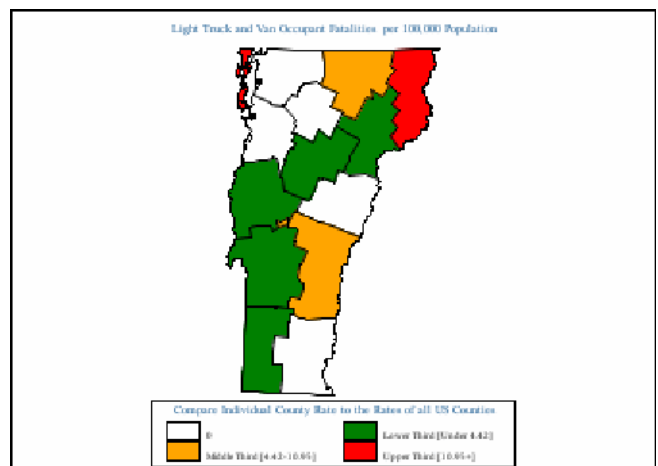 Light Truck and Van Occupant Fatalities per 100,000 Population
Compare Individual County Rate to the Rates of all US Counties
0
Lower Third [Under 4.42]
Middle Third [4.42-10.95]
Upper Third [10.95+]